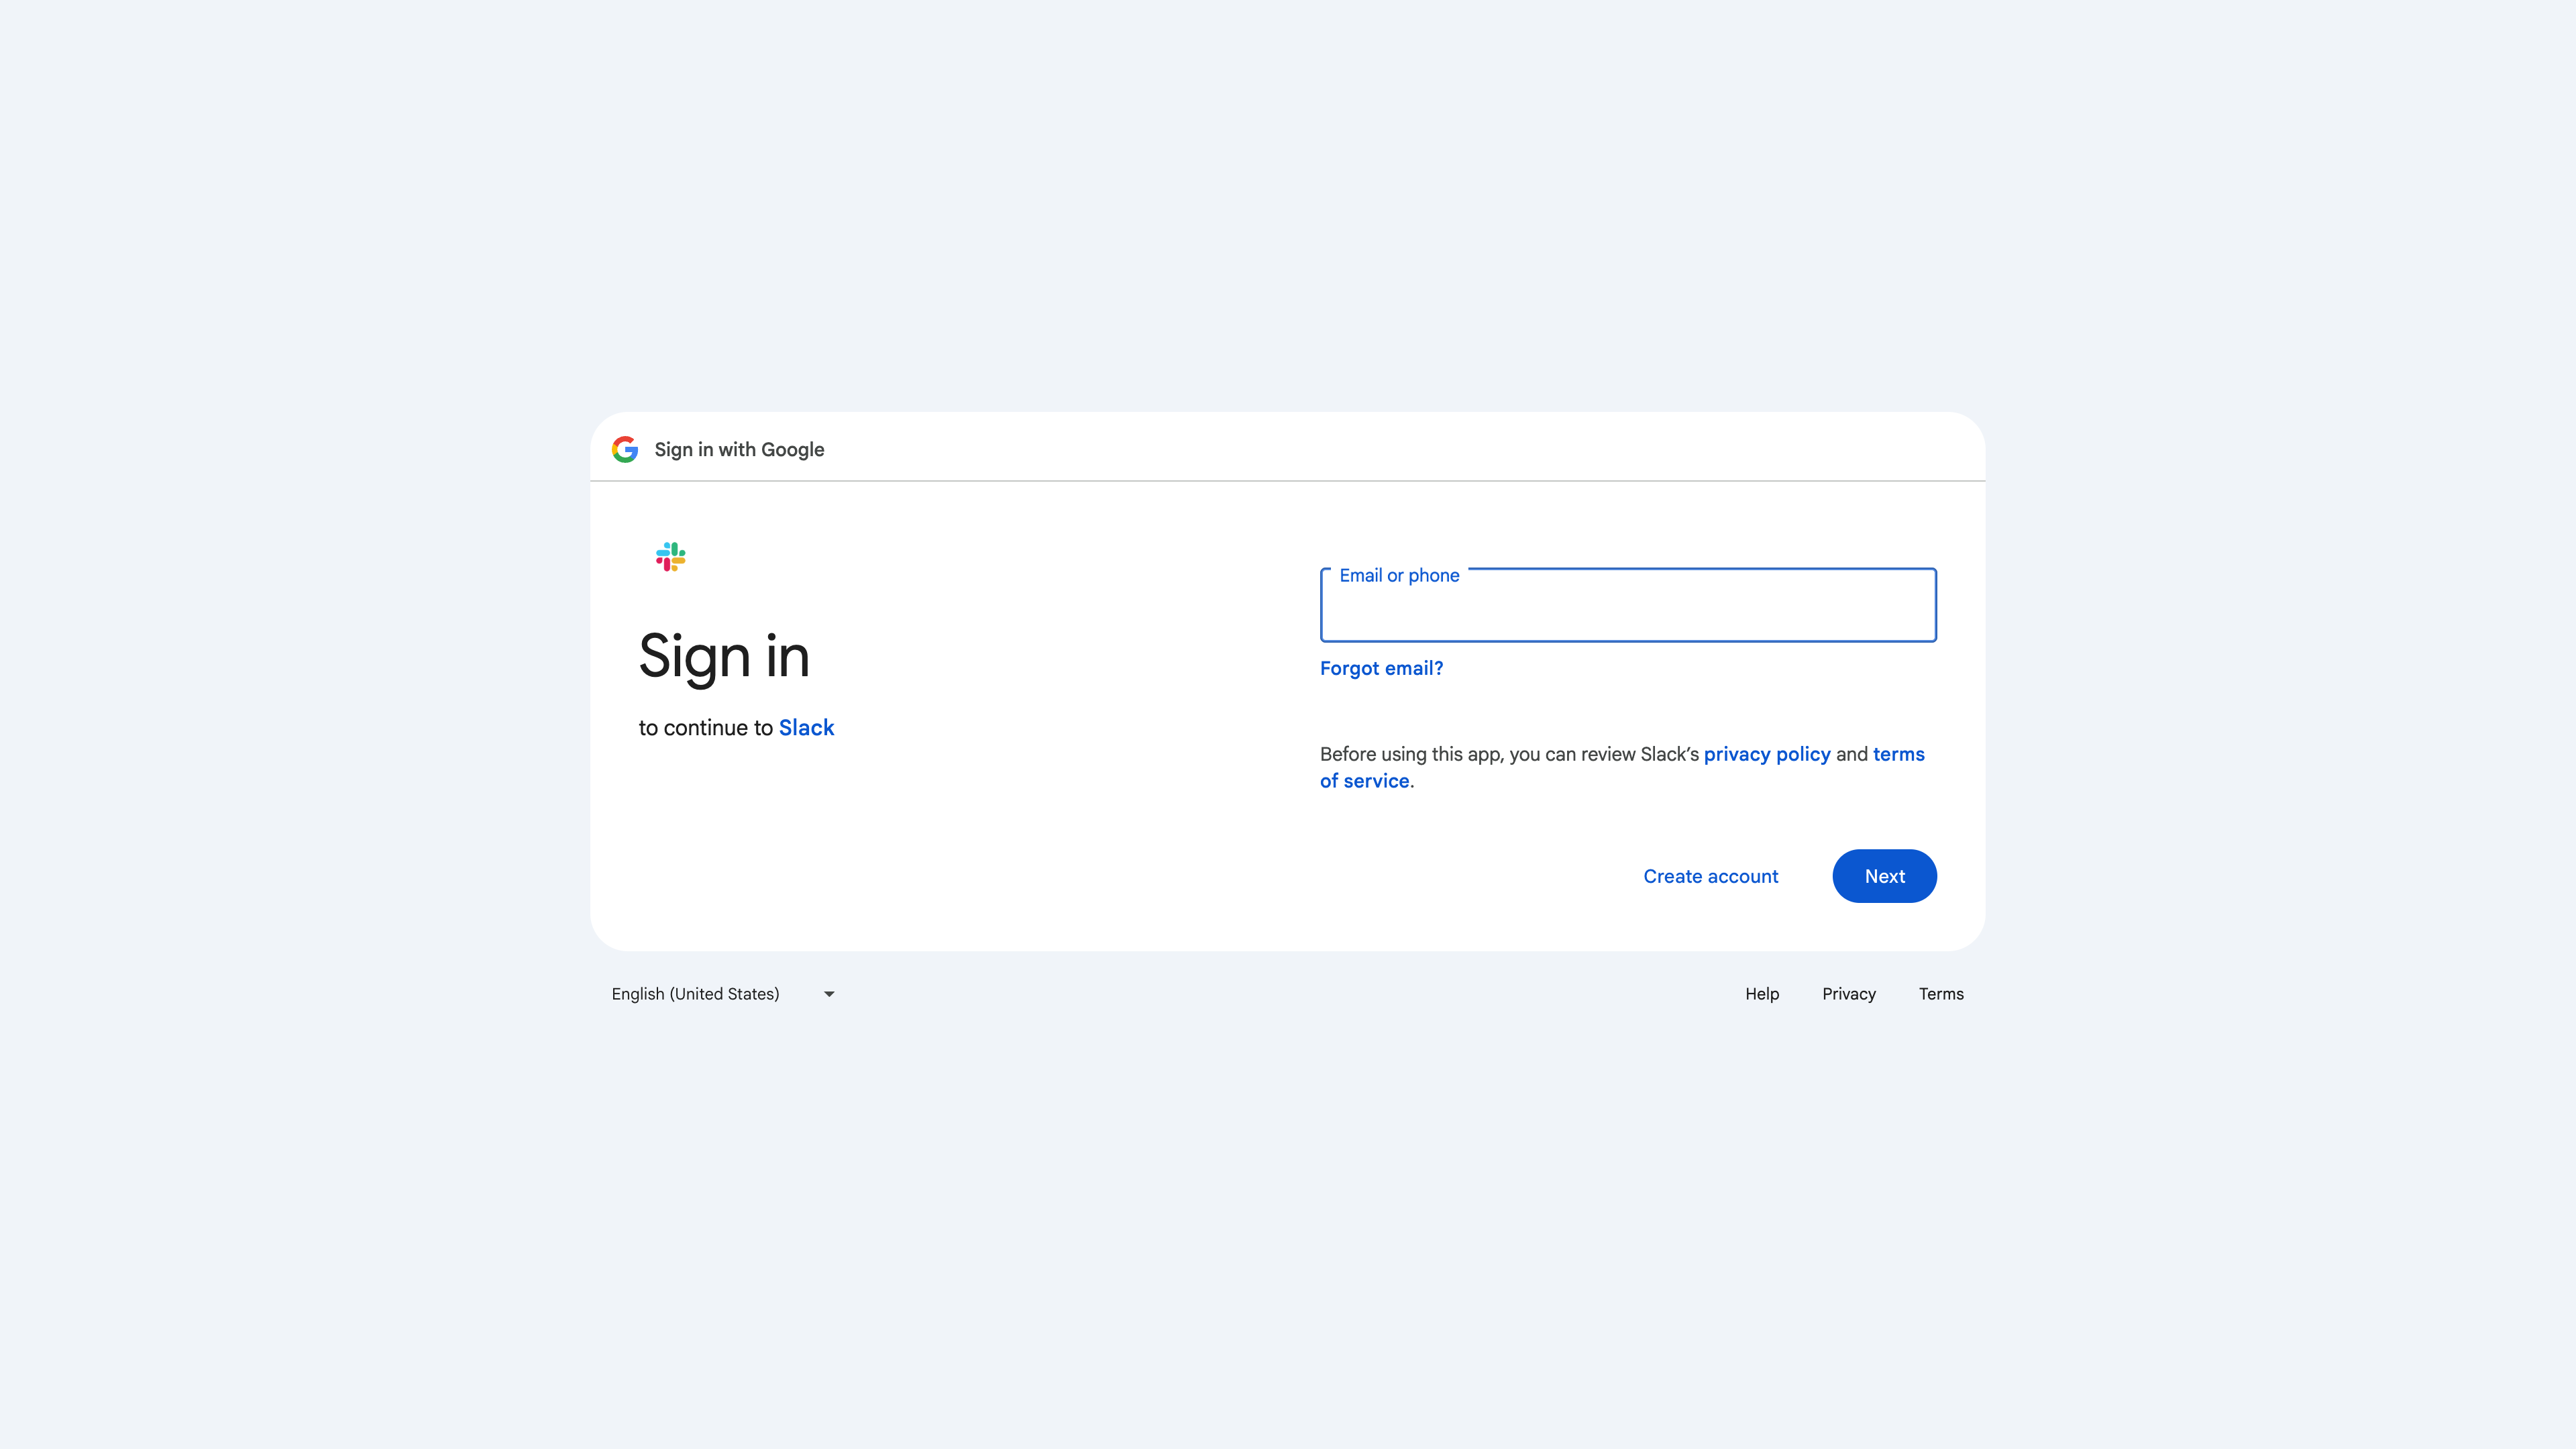 Sign in with Google
Sign in
to continue to Slack
Email or phone
Forgot email?
Before using this app, you can review Slack’s privacy policy and terms
of service.
Create account
Next
English (United States)
Help
Privacy
Terms